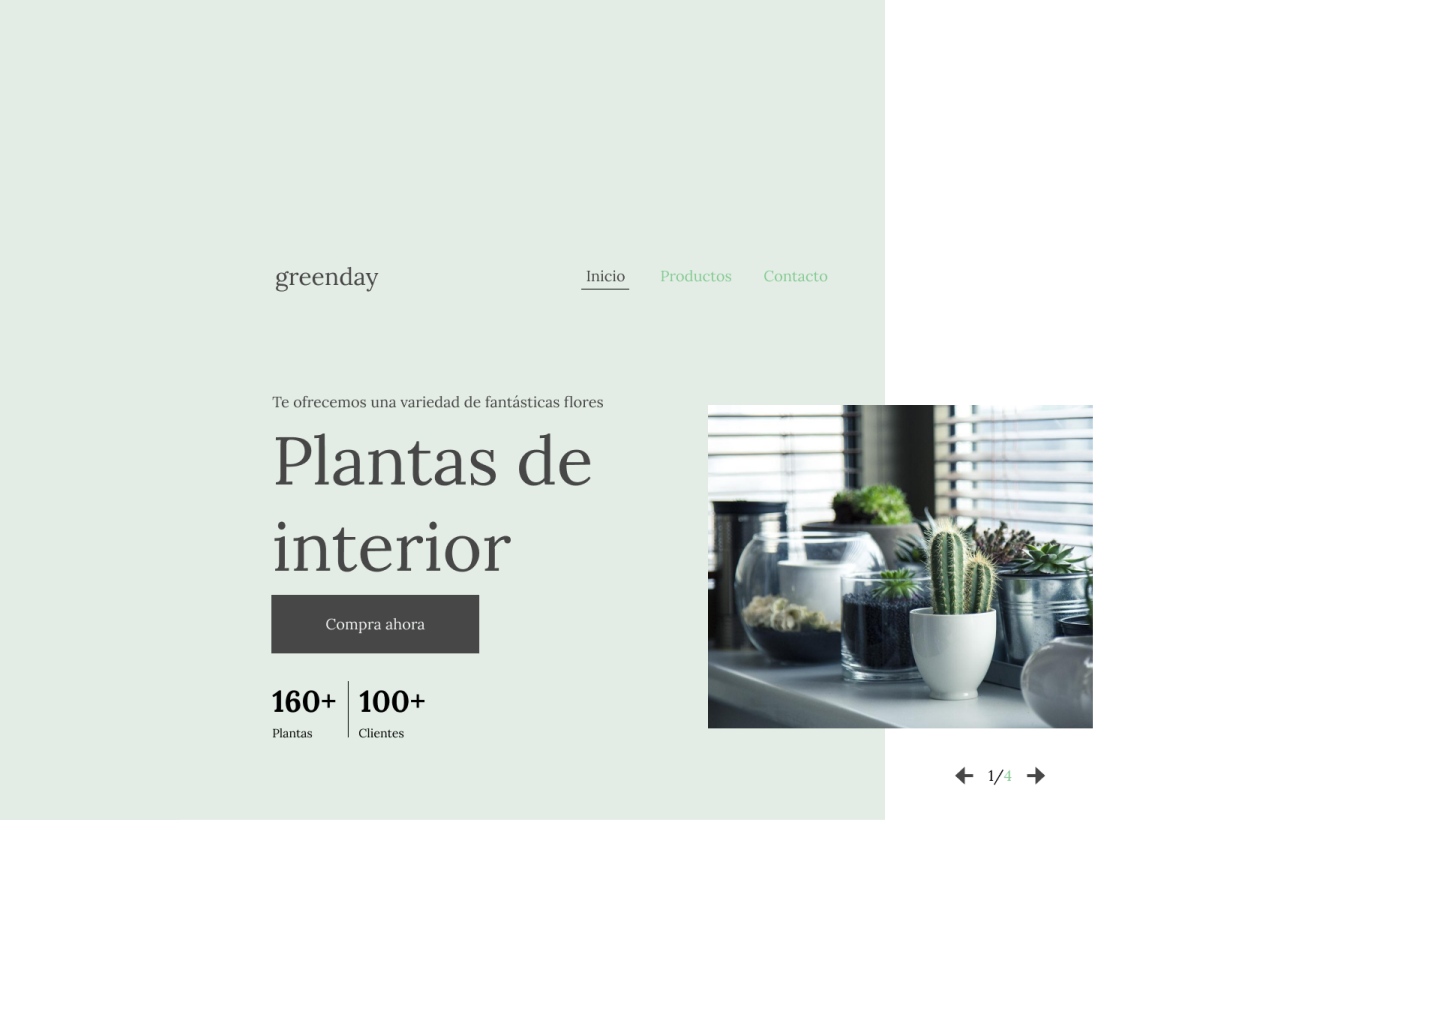 greenday
Inicio Productos Contacto
Te ofrecemos una variedad de fantásticas flores
Plantas de
interior
Compra ahora
160+ 100+
Plantas Clientes
1/4